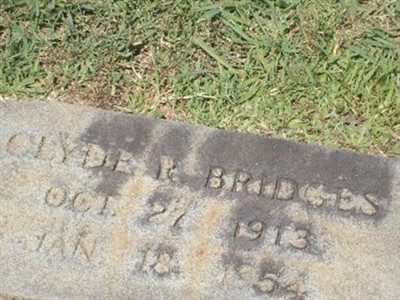 CLYDE R. BRIDGES
OCT. 27, 1913
JAN 18, 1954